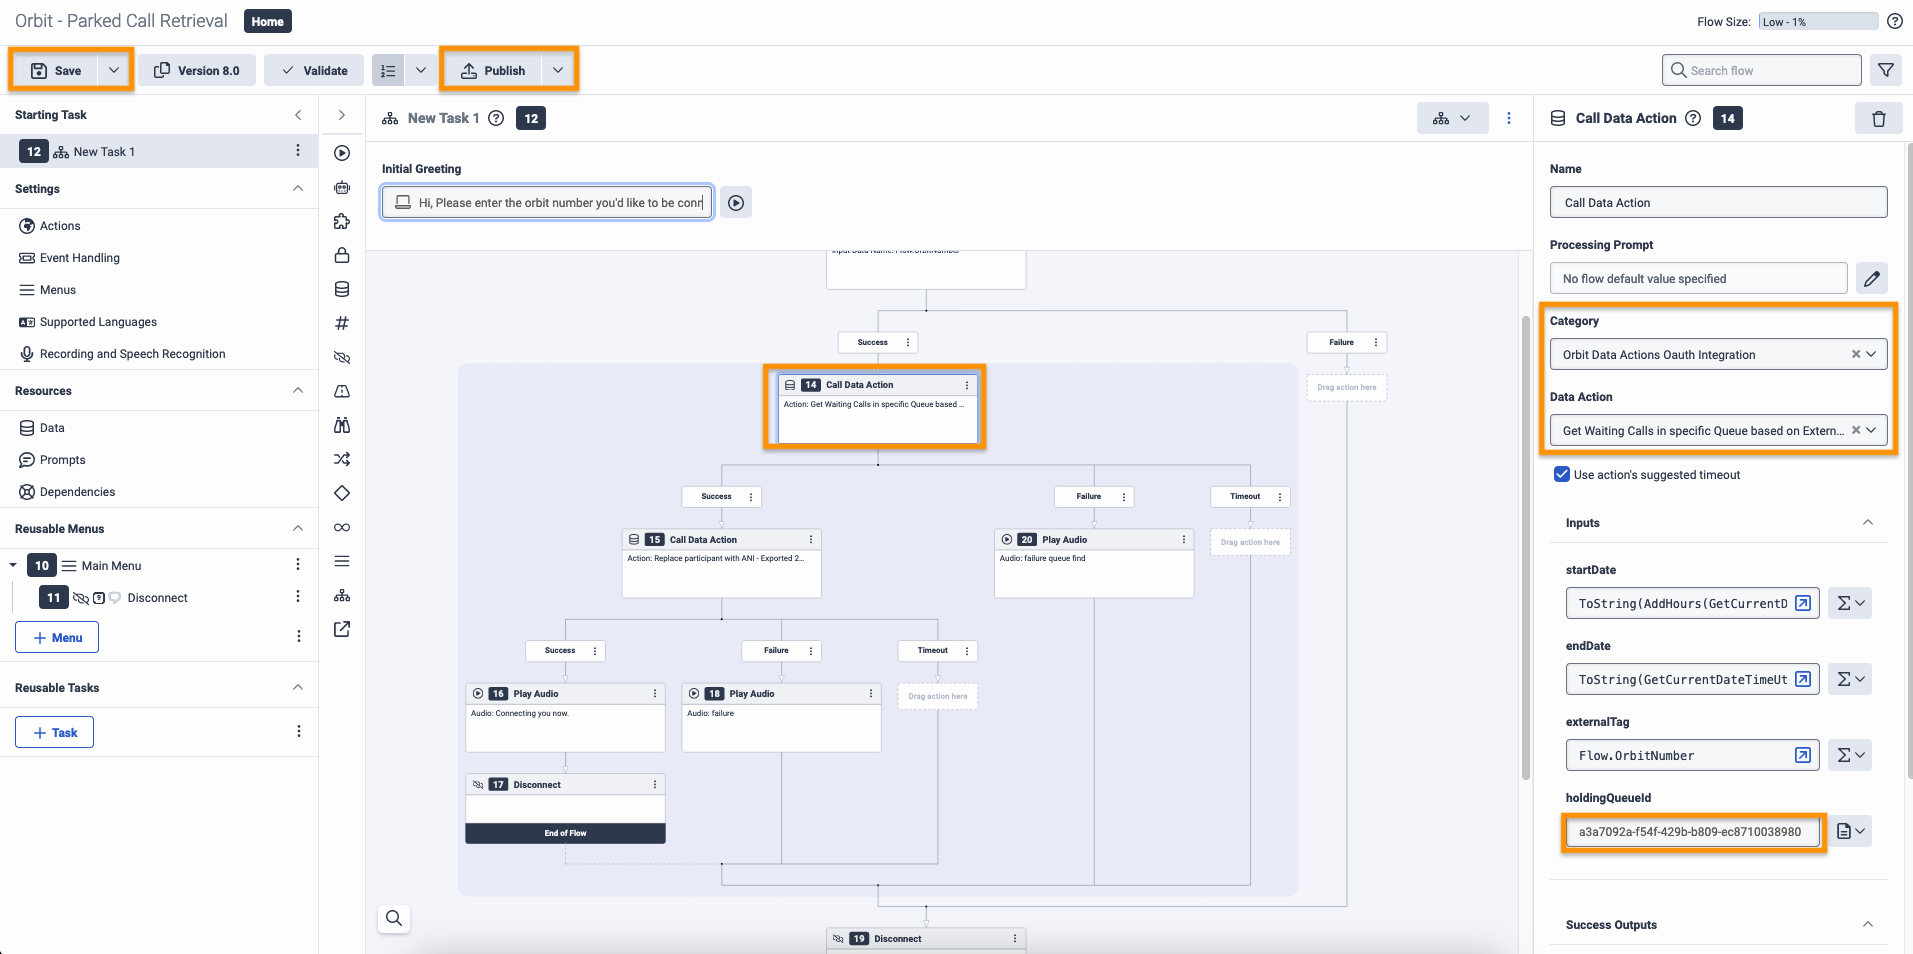 Orbit - Parked Call Retrieval
Home
Flow Size:
Low - 1%
Save
Version 8.0
Validate
Publish
Search flow
Starting Task
12 New Task 1
Settings
Actions
Event Handling
Menus
Supported Languages
Recording and Speech Recognition
Resources
Data
Prompts
Dependencies
Reusable Menus
10 Main Menu
11 9 Disconnect
+ Menu
Reusable Tasks
+ Task
New Task 1 12
Initial Greeting
Hi, Please enter the orbit number you'd like to be conn
Input Data Name: Flow.OrbitNumber
Success
Failure
Drag action here
14 Call Data Action
Action: Get Waiting Calls in specific Queue based ...
Success
Failure
Timeout
15 Call Data Action
Action: Replace participant with ANI - Exported 2...
20 Play Audio
Audio: failure queue find
Drag action here
Success
Failure
Timeout
16 Play Audio
Audio: Connecting you now.
18 Play Audio
Audio: failure
Drag action here
17 Disconnect
End of Flow
19 Disconnect
Call Data Action 14
Name
Call Data Action
Processing Prompt
No flow default value specified
Category
Orbit Data Actions Oauth Integration
Data Action
Get Waiting Calls in specific Queue based on Extern...
Use action's suggested timeout
Inputs
startDate
ToString(AddHours(GetCurrentD
endDate
ToString(GetCurrentDateTimeUt
externalTag
Flow.OrbitNumber
holdingQueueId
a3a7092a-f54f-429b-b809-ec8710038980
Success Outputs